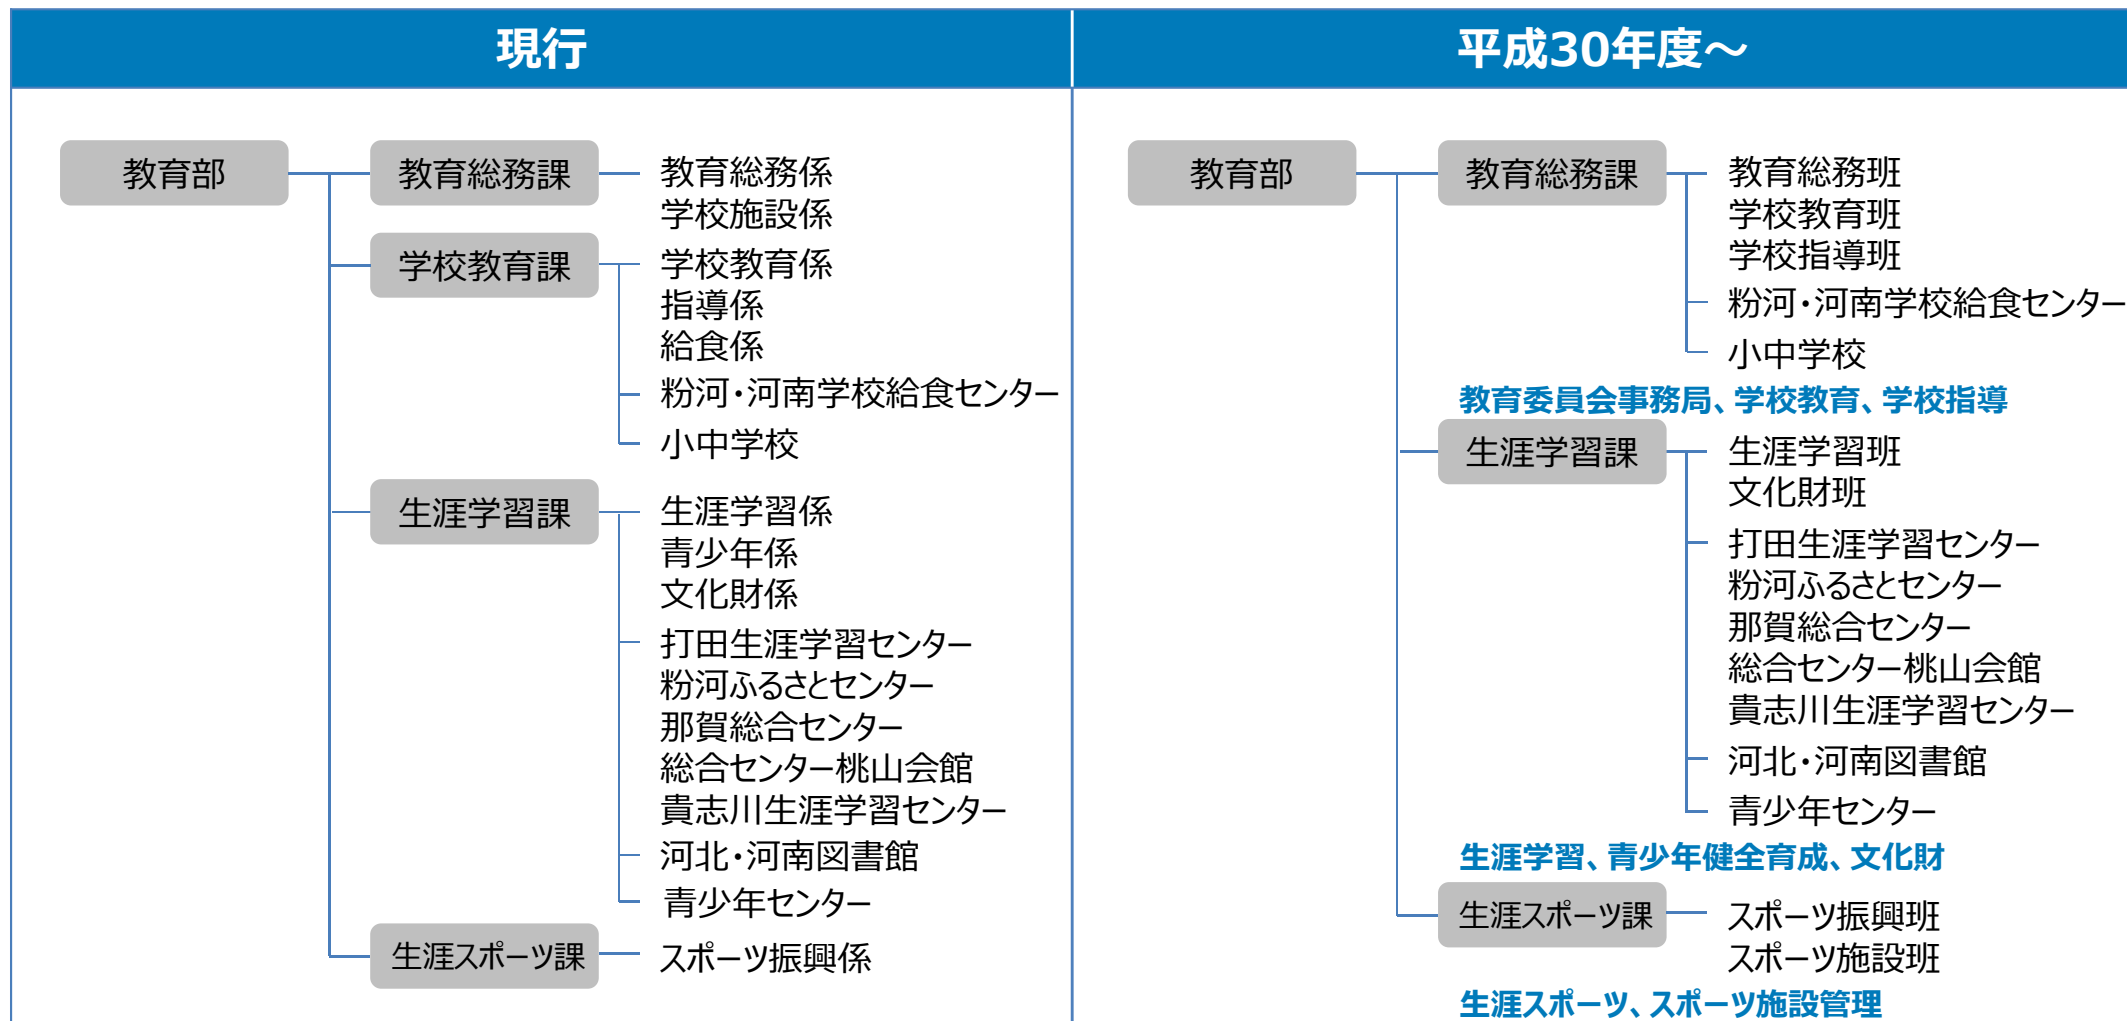 現行
教育部
教育総務課
教育総務係
学校施設係
学校教育課
学校教育係
指導係
給食係
粉河・河南学校給食センター
小中学校
生涯学習課
生涯学習係
青少年係
文化財係
打田生涯学習センター
粉河ふるさとセンター
那賀総合センター
総合センター桃山会館
貴志川生涯学習センター
河北・河南図書館
青少年センター
生涯スポーツ課
スポーツ振興係
平成30年度～
教育部
教育総務課
教育総務班
学校教育班
学校指導班
粉河・河南学校給食センター
小中学校
教育委員会事務局、学校教育、学校指導
生涯学習課
生涯学習班
文化財班
打田生涯学習センター
粉河ふるさとセンター
那賀総合センター
総合センター桃山会館
貴志川生涯学習センター
河北・河南図書館
青少年センター
生涯学習、青少年健全育成、文化財
生涯スポーツ課
スポーツ振興班
スポーツ施設班
生涯スポーツ、スポーツ施設管理